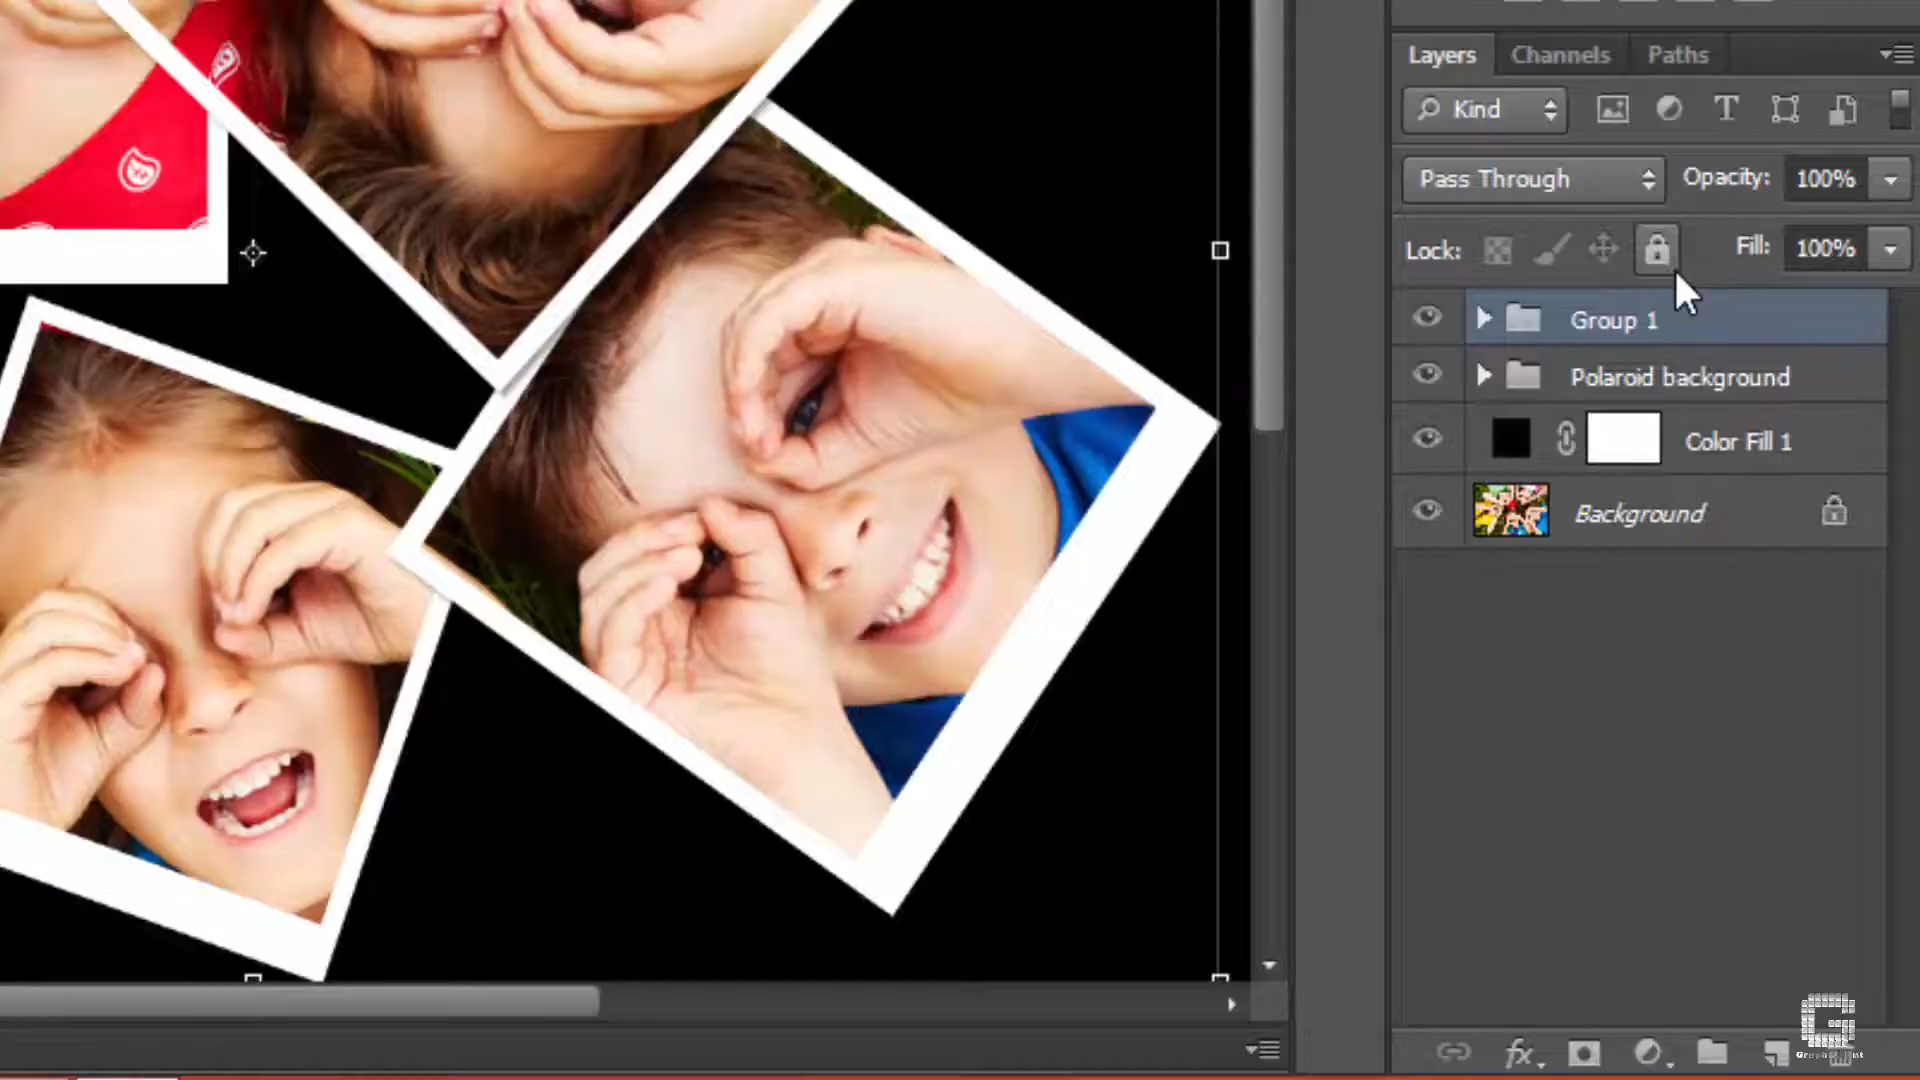 Layers Channels Paths
Kind
Pass Through Opacity: 100%
Lock: Fill: 100%
Group 1
Polaroid background
Color Fill 1
Background
fx
G